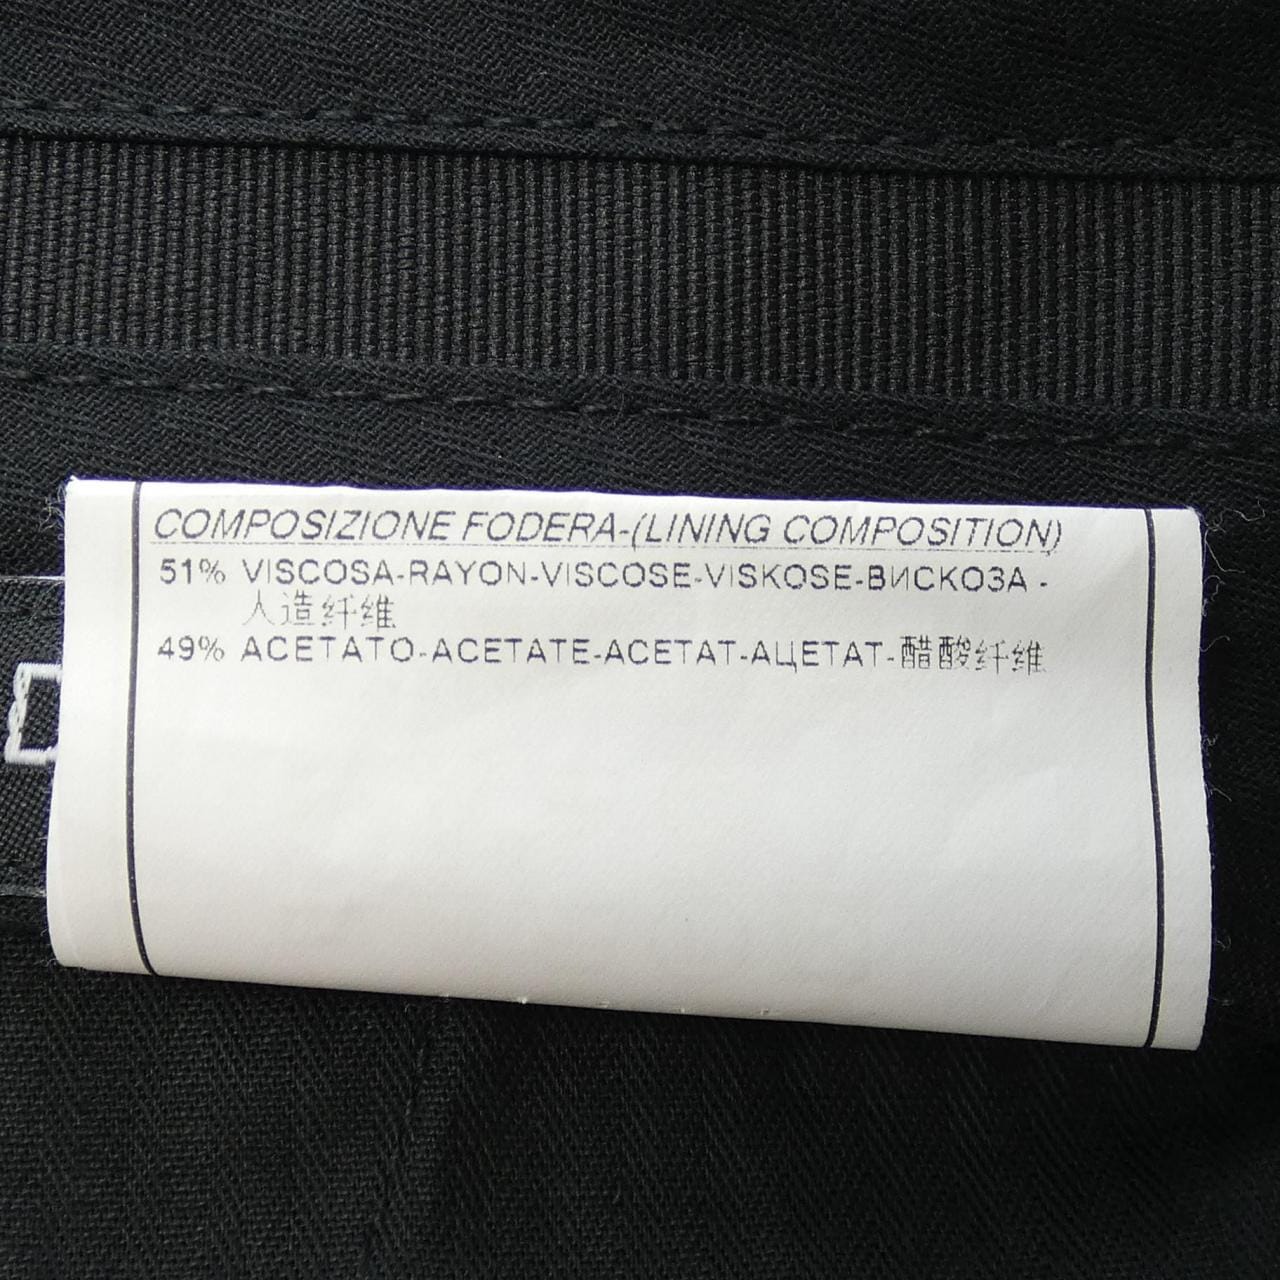 COMPOSIZIONE FODERA-(LINING COMPOSITION)
51% VISCOSA-RAYON-VISCOSE-VISKOSE-ВИСКОЗА -
人造纤维
49% ACETATO-ACETATE-ACETAT-АЦЕТАТ-醋酸纤维